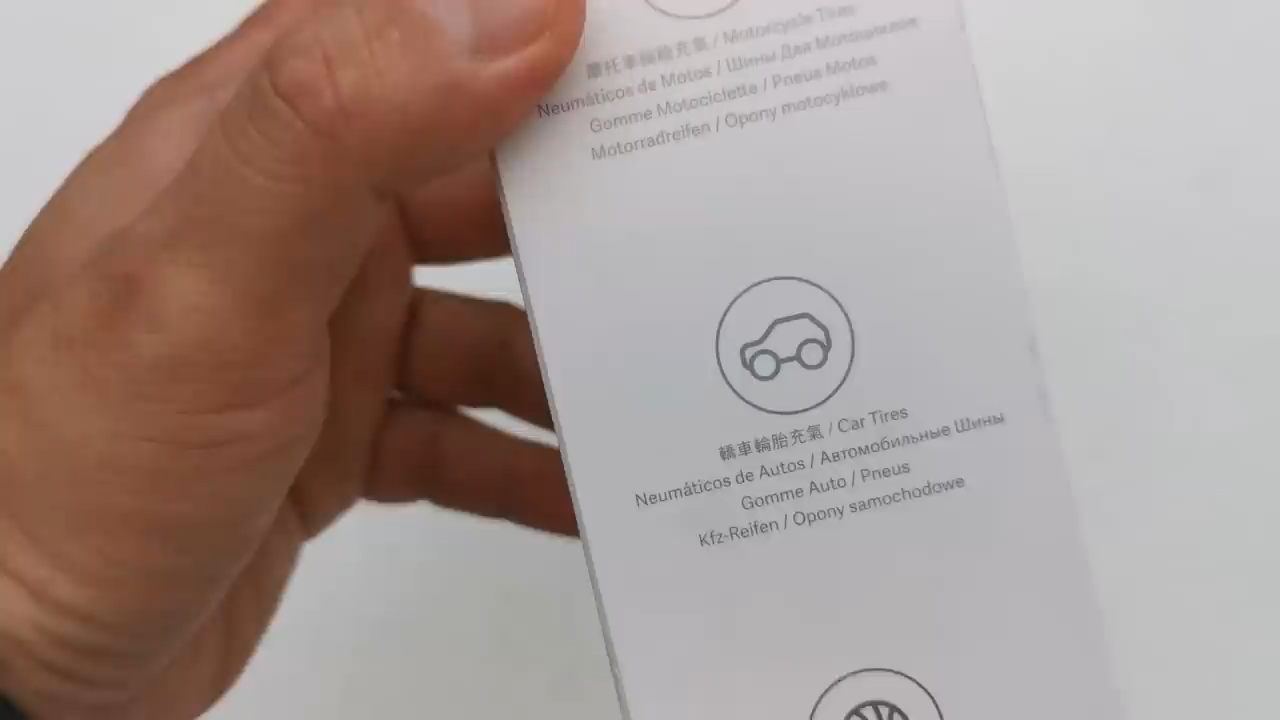 摩托車輪胎充氣 / Motorcycle Tires
Neumáticos de Motos / Шины Для Мотоциклов
Gomme Motociclette / Pneus Motos
Motorradreifen / Opony motocyklowe
轎車輪胎充氣 / Car Tires
Neumáticos de Autos / Автомобильные Шины
Gomme Auto / Pneus
Kfz-Reifen / Opony samochodowe